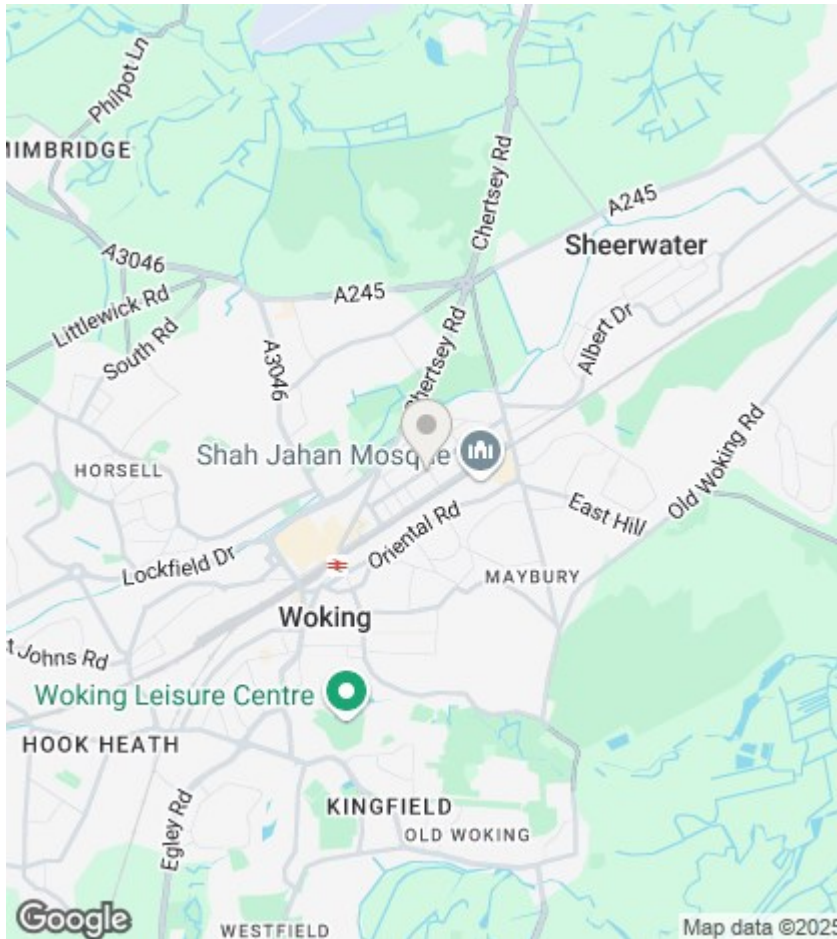 Philpot Ln
MIMBRIDGE
Chertsey Rd
A245
Sheerwater
A3046
A245
Littlewick Rd
South Rd
A3046
Chertsey Rd
Albert Dr
Shah Jahan Mosque
HORSELL
Old Woking Rd
East Hill
Oriental Rd
Lockfield Dr
MAYBURY
Woking
st Johns Rd
Woking Leisure Centre
HOOK HEATH
KINGFIELD
Egley Rd
OLD WOKING
Google
WESTFIELD
Map data ©2025